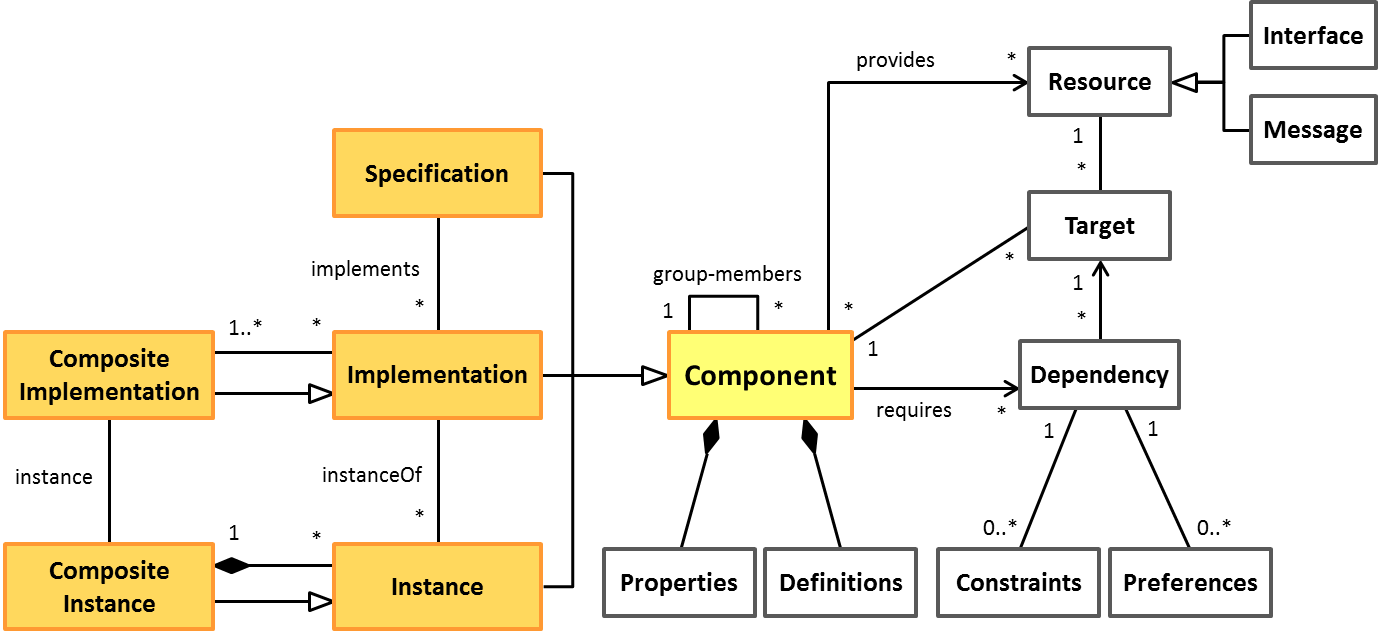 Interface
provides
*
Resource
Message
1
*
Specification
Target
implements
*
group-members
1
*
*
*
1
*
1
1..*
*
Composite
Implementation
Implementation
Component
Dependency
requires
*
instance
instanceOf
*
1
1
1
*
0..*
0..*
Composite
Instance
Instance
Properties
Definitions
Constraints
Preferences